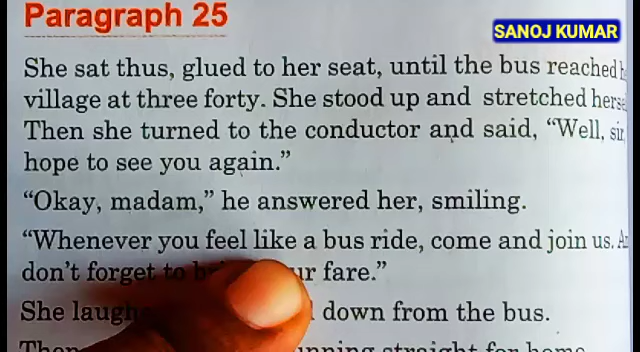 Paragraph 25
SANOJ KUMAR
She sat thus, glued to her seat, until the bus reached
village at three forty. She stood up and stretched
Then she turned to the conductor and said, "Well,
hope to see you again."
"Okay, madam," he answered her, smiling.
"Whenever you feel like a bus ride, come and join us.
don't forget to fare."
She down from the bus.
straight for home